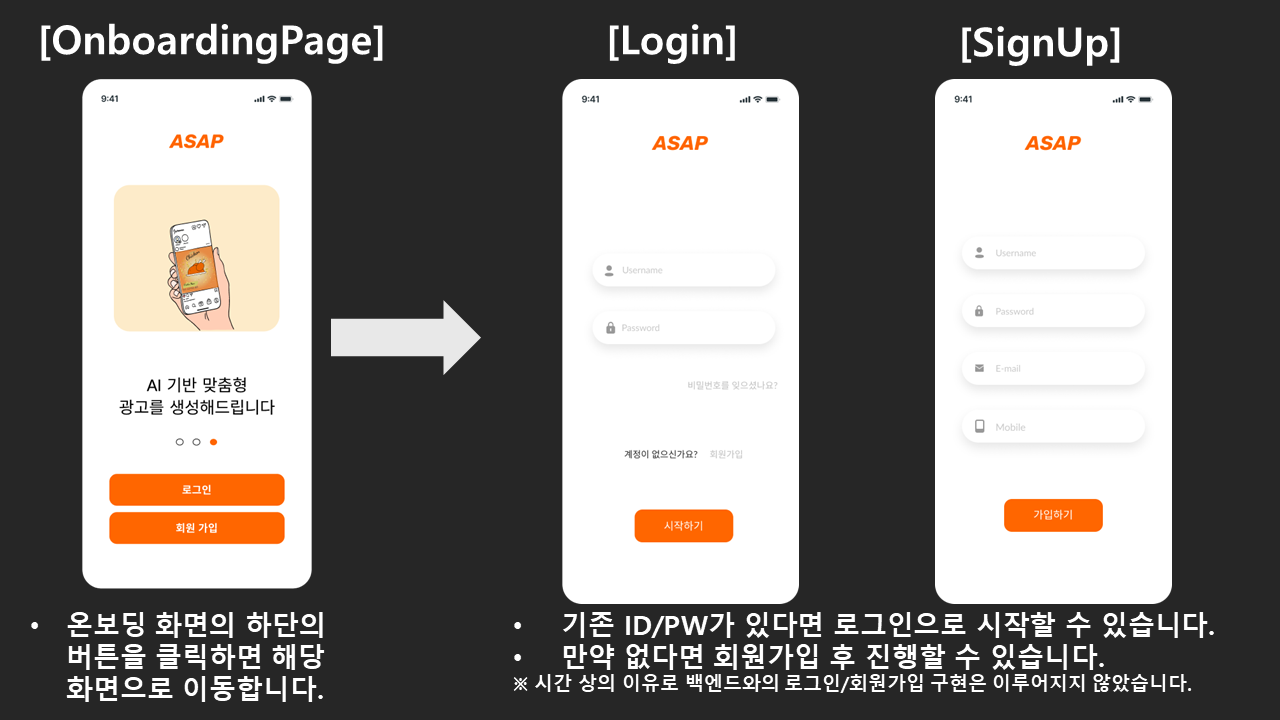 [OnboardingPage]
9:41
ASAP
AI 기반 맞춤형
광고를 생성해드립니다
로그인
회원 가입
• 온보딩 화면의 하단의
버튼을 클릭하면 해당
화면으로 이동합니다.
[Login]
9:41
ASAP
Username
Password
비밀번호를 잊으셨나요?
계정이 없으신가요? 회원가입
시작하기
[SignUp]
9:41
ASAP
Username
Password
E-mail
Mobile
가입하기
• 기존 ID/PW가 있다면 로그인으로 시작할 수 있습니다.
• 만약 없다면 회원가입 후 진행할 수 있습니다.
※ 시간 상의 이유로 백엔드와의 로그인/회원가입 구현은 이루어지지 않았습니다.